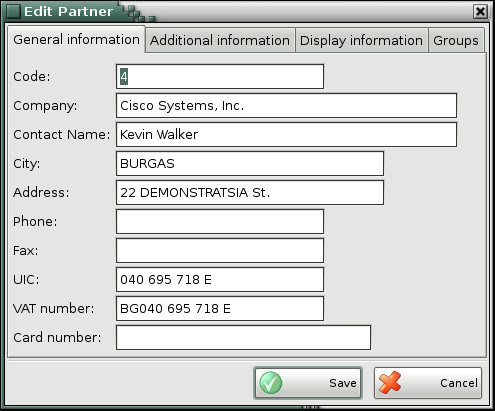 Edit Partner
General information Additional information Display information Groups
Code: 4
Company: Cisco Systems, Inc.
Contact Name: Kevin Walker
City: BURGAS
Address: 22 DEMONSTRATSIA St.
Phone:
Fax:
UIC: 040 695 718 E
VAT number: BG040 695 718 E
Card number:
Save Cancel